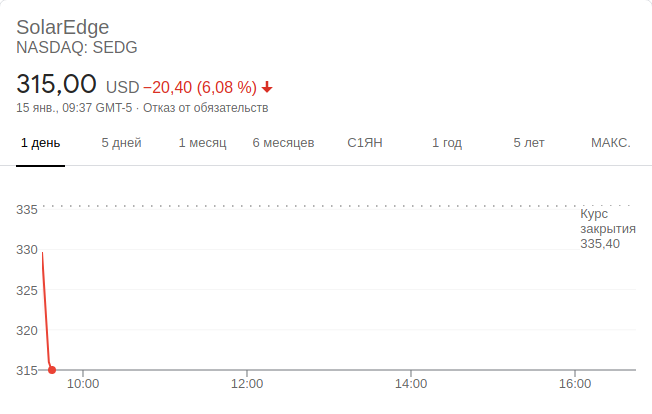 SolarEdge
NASDAQ: SEDG
315,00 USD −20,40 (6,08 %)
15 янв., 09:37 GMT-5 · Отказ от обязательств
1 день 5 дней 1 месяц 6 месяцев С1ЯН 1 год 5 лет МАКС.
335
Курс
закрытия
335,40
330
325
320
315
10:00 12:00 14:00 16:00